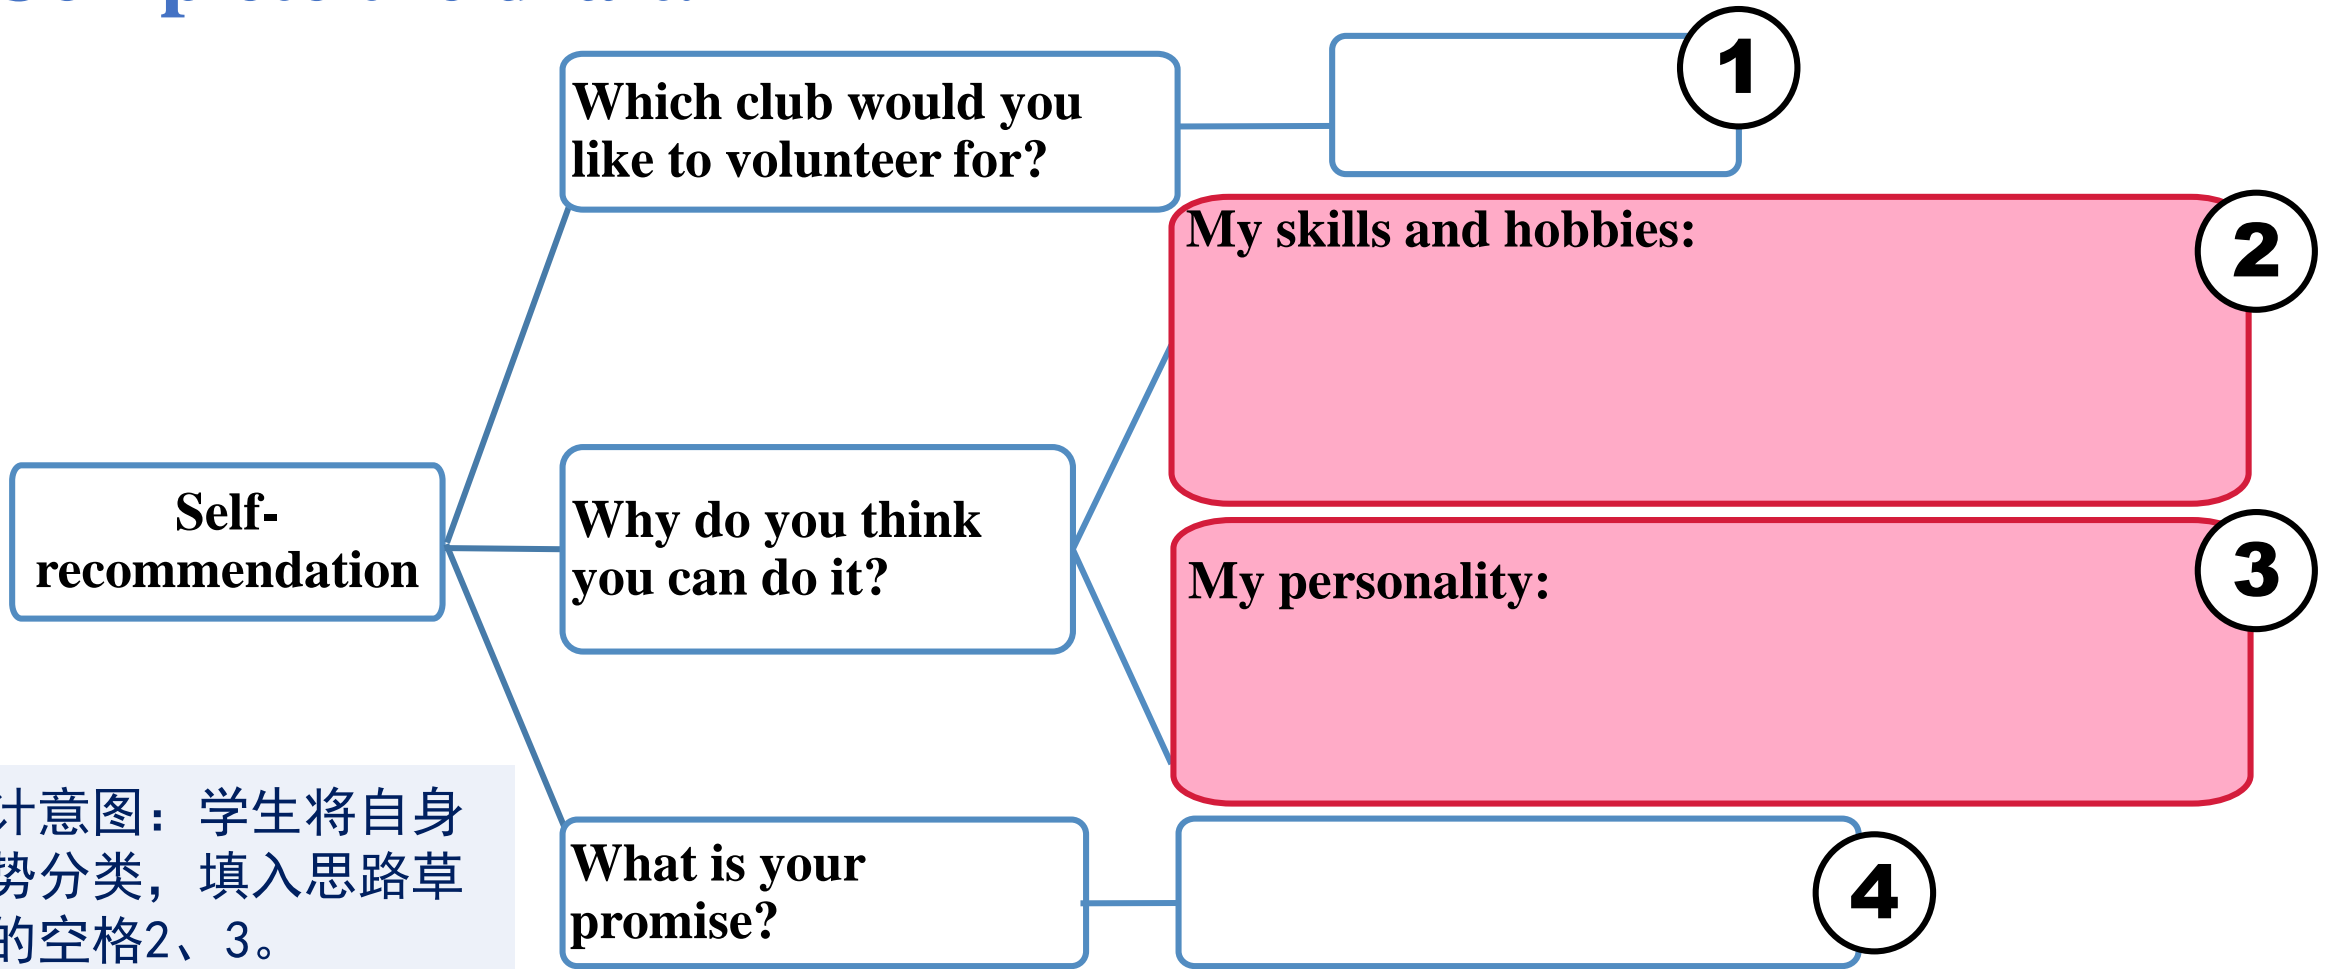 Which club would you
like to volunteer for?
1
My skills and hobbies:
2
Self-
recommendation
Why do you think
you can do it?
My personality:
3
What is your
promise?
4
计意图：学生将自身
势分类，填入思路草
的空格2、3。